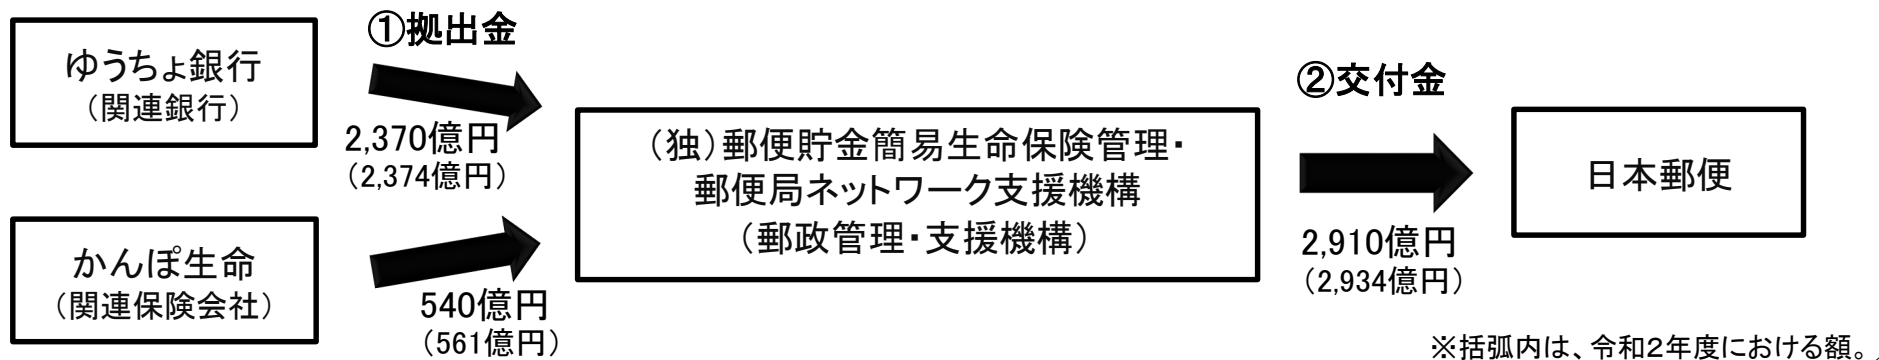 ①拠出金
ゆうちょ銀行
（関連銀行）
2,370億円
（2,374億円）
かんぽ生命
（関連保険会社）
540億円
（561億円）
（独）郵便貯金簡易生命保険管理・
郵便局ネットワーク支援機構
（郵政管理・支援機構）
②交付金
2,910億円
（2,934億円）
日本郵便
※括弧内は、令和２年度における額。